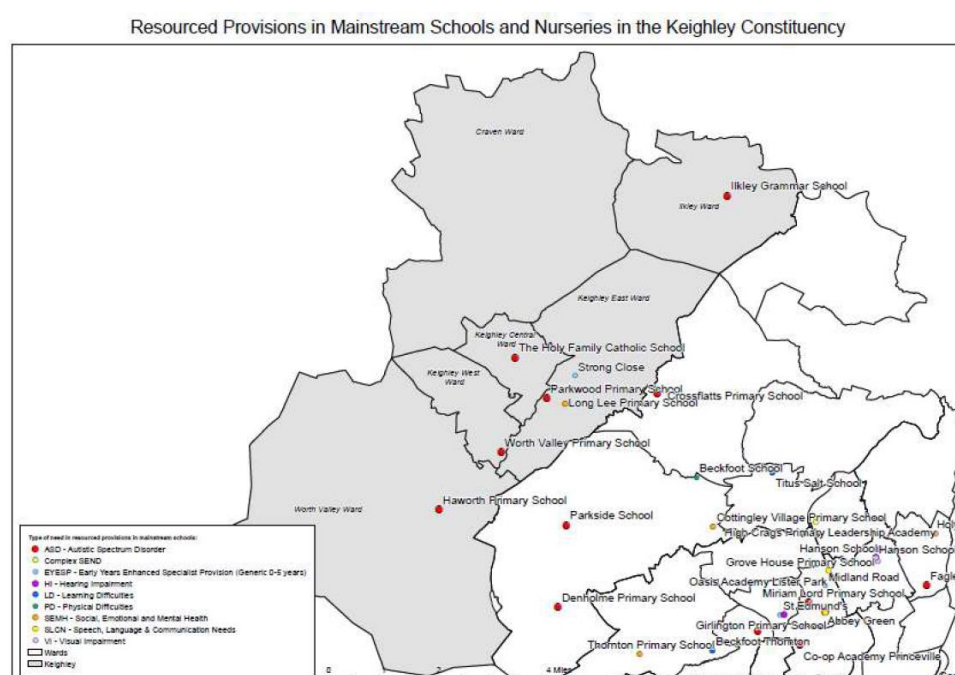 Resourced Provisions in Mainstream Schools and Nurseries in the Keighley Constituency
Craven Ward
Ilkley Grammar School
Ilkley Ward
Keighley East Ward
Keighley Central
Ward
The Holy Family Catholic School
Strong Close
Keighley West
Ward
Parkwood Primary School
Long Lee Primary School
Crossflatts Primary School
Worth Valley Primary School
Beckfoot School
Titus Salt School
Worth Valley Ward
Haworth Primary School
Parkside School
Cottingley Village Primary School
High Crags Primary Leadership Academy
Hanson School
Hanson School
Grove House Primary School
Oasis Academy Lister Park
Midland Road
Miriam Lord Primary School
Denholme Primary School
St Edmund's
Abbey Green
Girlington Primary School
Thornton Primary School
Beckfoot Thornton
Co-op Academy Princeville
Type of need in resourced provisions in mainstream schools:
ASD - Autistic Spectrum Disorder
Complex SEND
EYESP - Early Years Enhanced Specialist Provision (Generic 0-5 years)
HI - Hearing Impairment
LD - Learning Difficulties
PD - Physical Difficulties
SEMH - Social, Emotional and Mental Health
SLCN - Speech, Language & Communication Needs
VI - Visual Impairment
Wards
Keighley
0 2 4 Miles